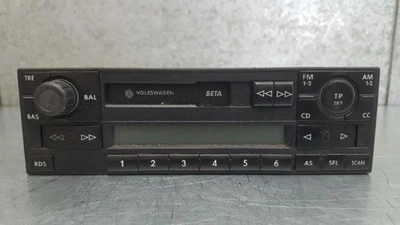 TRE
BAL
BAS
VOLKSWAGEN
BETA
FM
1-2
AM
1-3
TP
SET
CD
CC
RDS
1 2 3 4 5 6
AS
SFL
SCAN